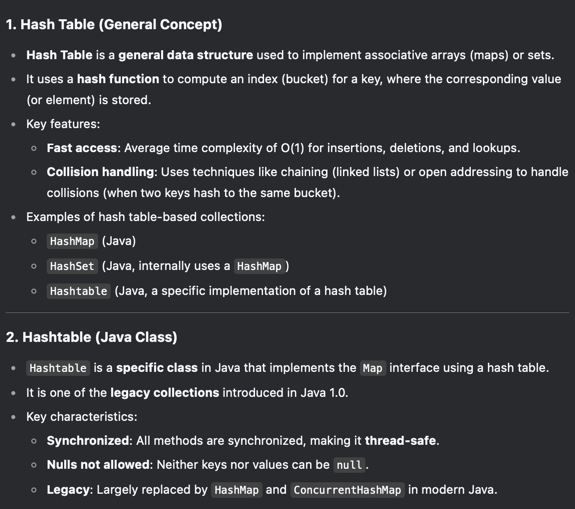 1. Hash Table (General Concept)
• Hash Table is a general data structure used to implement associative arrays (maps) or sets.
• It uses a hash function to compute an index (bucket) for a key, where the corresponding value
(or element) is stored.
• Key features:
○ Fast access: Average time complexity of O(1) for insertions, deletions, and lookups.
○ Collision handling: Uses techniques like chaining (linked lists) or open addressing to handle
collisions (when two keys hash to the same bucket).
• Examples of hash table-based collections:
○ HashMap (Java)
○ HashSet (Java, internally uses a HashMap)
○ Hashtable (Java, a specific implementation of a hash table)
2. Hashtable (Java Class)
• Hashtable is a specific class in Java that implements the Map interface using a hash table.
• It is one of the legacy collections introduced in Java 1.0.
• Key characteristics:
○ Synchronized: All methods are synchronized, making it thread-safe.
○ Nulls not allowed: Neither keys nor values can be null.
○ Legacy: Largely replaced by HashMap and ConcurrentHashMap in modern Java.